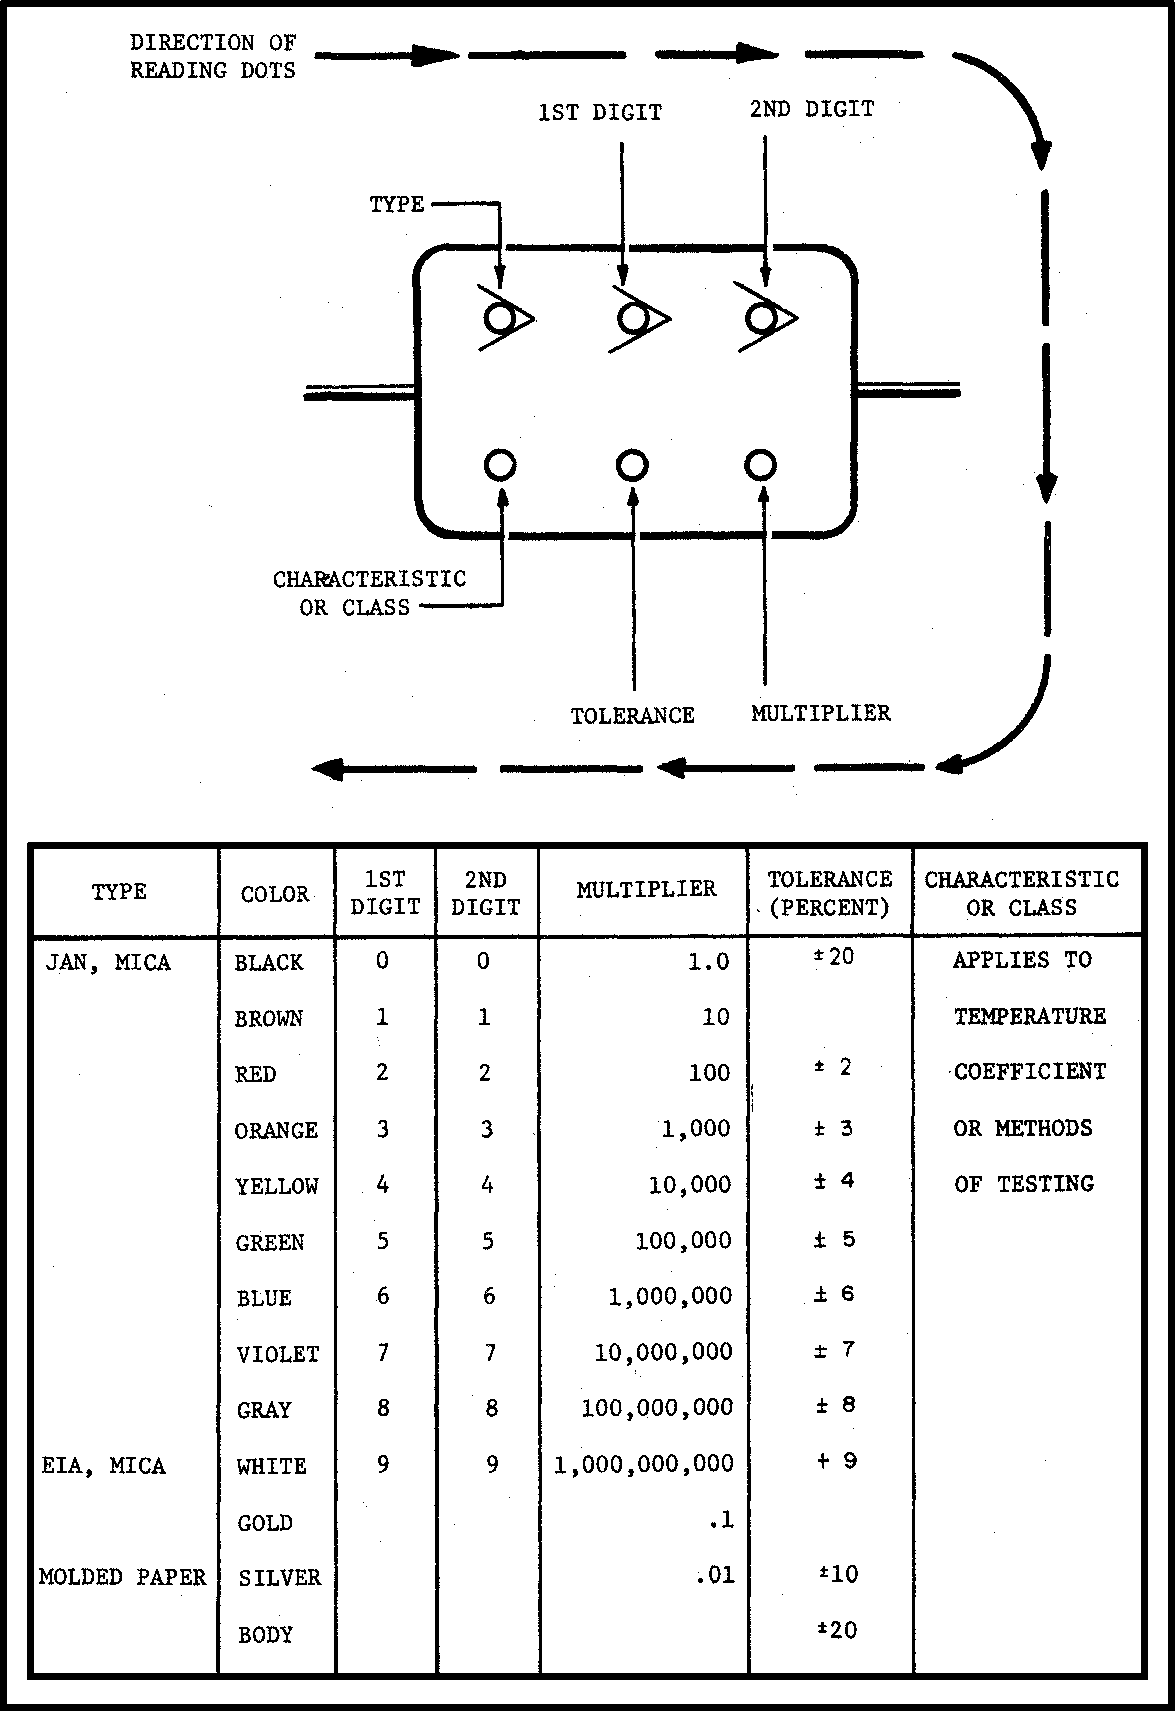 DIRECTION OF
READING DOTS
1ST DIGIT
2ND DIGIT
TYPE
CHARACTERISTIC
OR CLASS
TOLERANCE
MULTIPLIER
TYPE COLOR 1ST DIGIT 2ND DIGIT MULTIPLIER TOLERANCE (PERCENT) CHARACTERISTIC OR CLASS
JAN, MICA BLACK 0 0 1.0 ±20 APPLIES TO
BROWN 1 1 10 TEMPERATURE
RED 2 2 100 ± 2 COEFFICIENT
ORANGE 3 3 1,000 ± 3 OR METHODS
YELLOW 4 4 10,000 ± 4 OF TESTING
GREEN 5 5 100,000 ± 5
BLUE 6 6 1,000,000 ± 6
VIOLET 7 7 10,000,000 ± 7
GRAY 8 8 100,000,000 ± 8
EIA, MICA WHITE 9 9 1,000,000,000 + 9
GOLD .1
MOLDED PAPER SILVER .01 ±10
BODY ±20